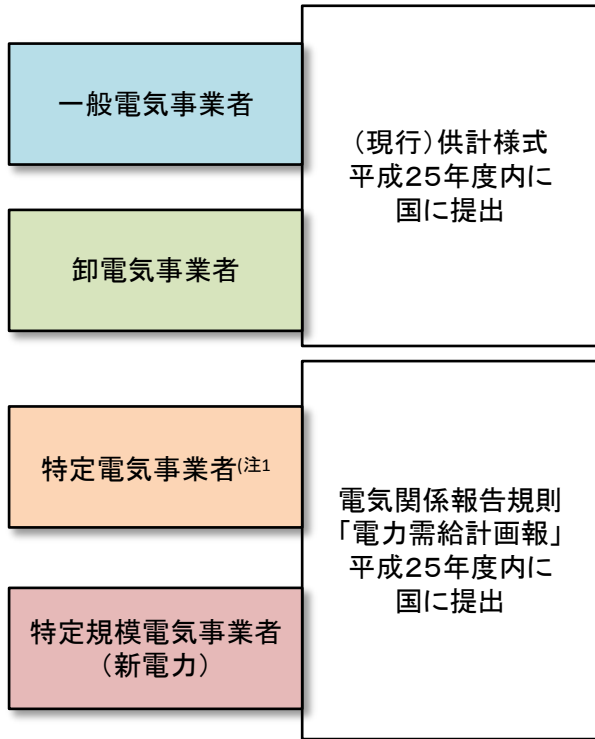 一般電気事業者
(現行)供計様式
平成25年度内に
国に提出
卸電気事業者
特定電気事業者(注1
電気関係報告規則
「電力需給計画報」
平成25年度内に
国に提出
特定規模電気事業者
(新電力)